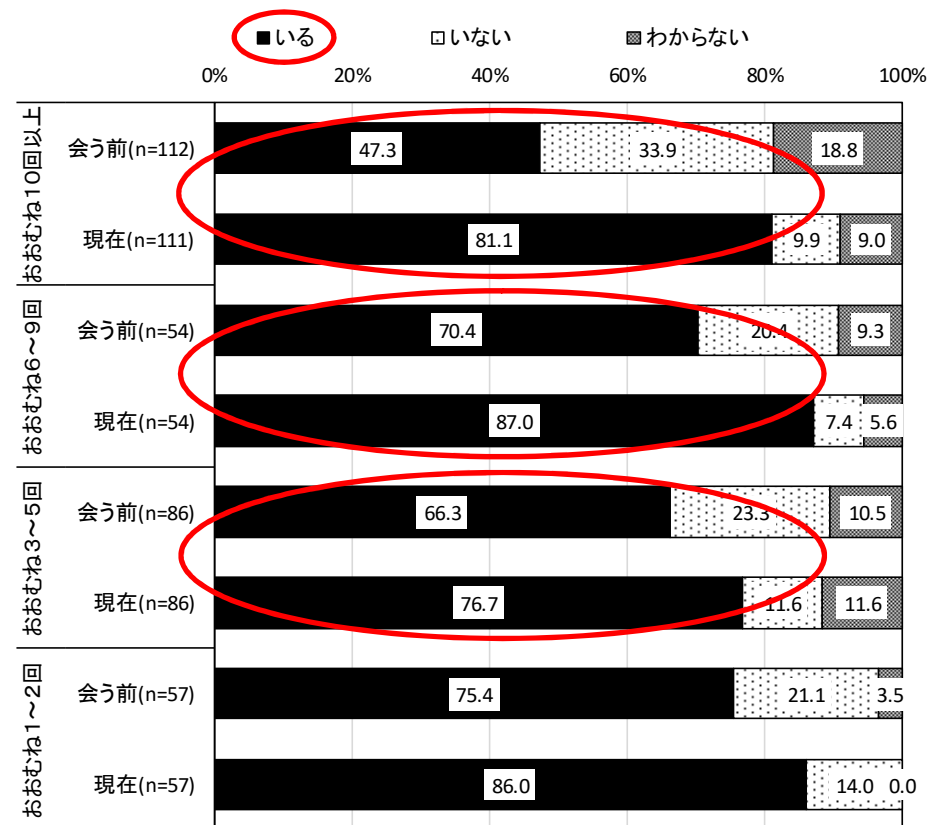 ■いる □いない ■わからない
0% 20% 40% 60% 80% 100%
おおむね10回以上
会う前(n=112) 47.3 33.9 18.8
現在(n=111) 81.1 9.9 9.0
おおむね6～9回
会う前(n=54) 70.4 20.4 9.3
現在(n=54) 87.0 7.4 5.6
おおむね3～5回
会う前(n=86) 66.3 23.3 10.5
現在(n=86) 76.7 11.6 11.6
おおむね1～2回
会う前(n=57) 75.4 21.1 3.5
現在(n=57) 86.0 14.0 0.0